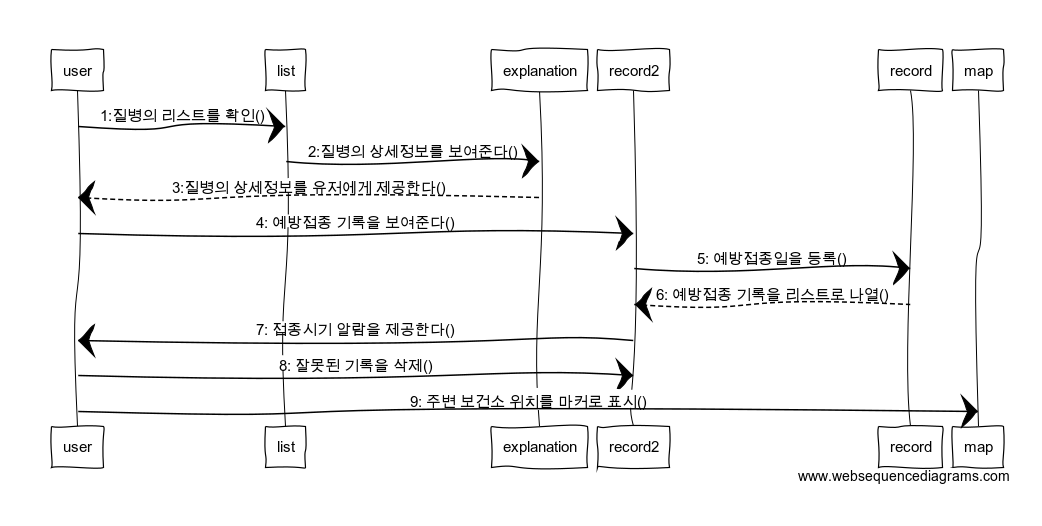 user list explanation record2 record map
1:질병의 리스트를 확인()
2:질병의 상세정보를 보여준다()
3:질병의 상세정보를 유저에게 제공한다()
4: 예방접종 기록을 보여준다()
5: 예방접종일을 등록()
6: 예방접종 기록을 리스트로 나열()
7: 접종시기 알람을 제공한다()
8: 잘못된 기록을 삭제()
9: 주변 보건소 위치를 마커로 표시()
user list explanation record2 record map
www.websequencediagrams.com